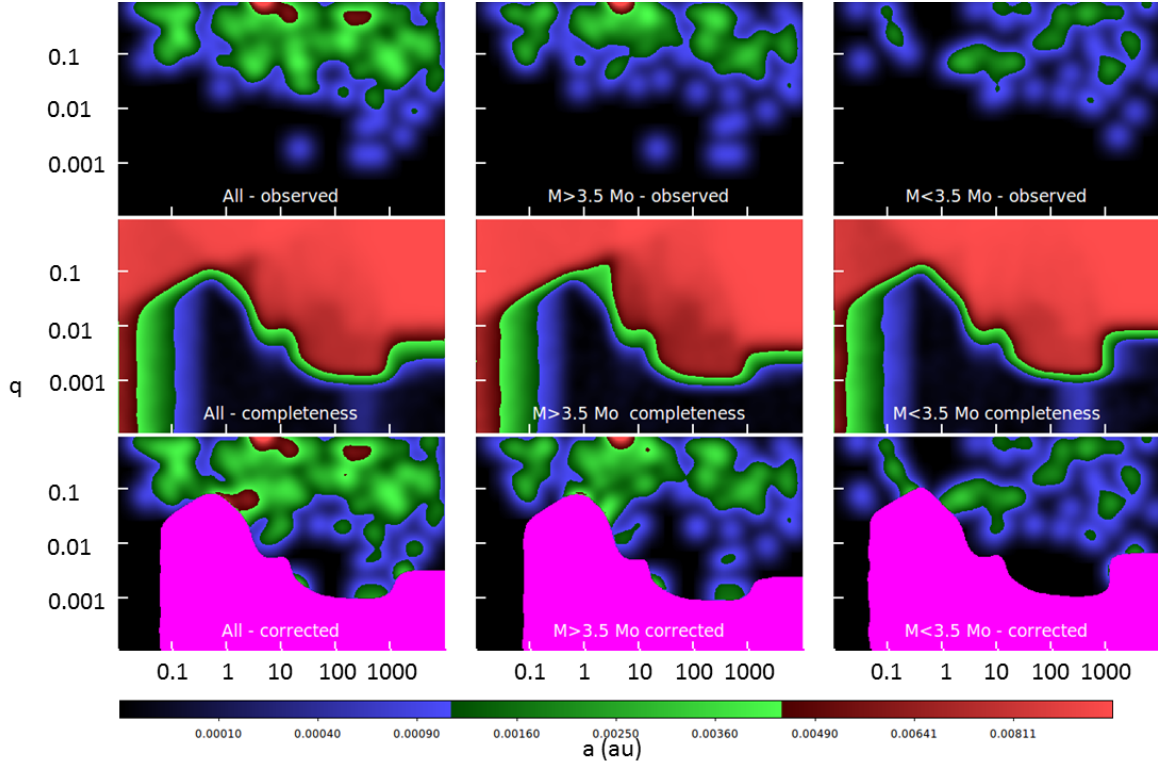 0.1
0.01
0.001
All - observed
M>3.5 Mo - observed
M<3.5 Mo - observed
0.1
0.01
0.001
q
All - completeness
M>3.5 Mo  completeness
M<3.5 Mo completeness
0.1
0.01
0.001
All - corrected
M>3.5 Mo corrected
M<3.5 Mo - corrected
0.1 1 10 100 1000
0.1 1 10 100 1000
0.1 1 10 100 1000
0.00010 0.00040 0.00090 0.00160 0.00250 0.00360 0.00490 0.00641 0.00811
a (au)